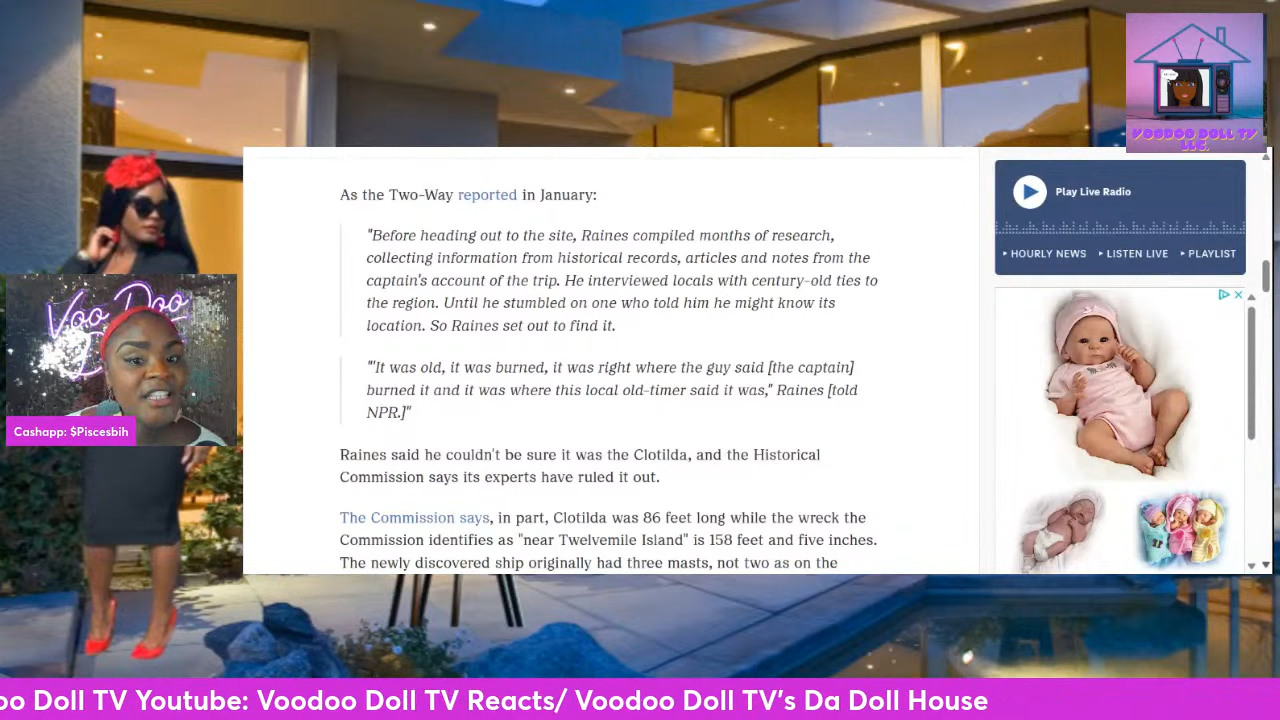 VOODOO DOLL TV
LLC.
As the Two-Way reported in January:
"Before heading out to the site, Raines compiled months of research,
collecting information from historical records, articles and notes from the
captain's account of the trip. He interviewed locals with century-old ties to
the region. Until he stumbled on one who told him he might know its
location. So Raines set out to find it.
"'It was old, it was burned, it was right where the guy said [the captain]
burned it and it was where this local old-timer said it was," Raines [told
NPR.]"
Raines said he couldn't be sure it was the Clotilda, and the Historical
Commission says its experts have ruled it out.
The Commission says, in part, Clotilda was 86 feet long while the wreck the
Commission identifies as "near Twelvemile Island" is 158 feet and five inches.
The newly discovered ship originally had three masts, not two as on the
Play Live Radio
HOURLY NEWS LISTEN LIVE PLAYLIST
Voo Doo
Cashapp: $Piscesbih
oo Doll TV Youtube: Voodoo Doll TV Reacts/ Voodoo Doll TV's Da Doll House